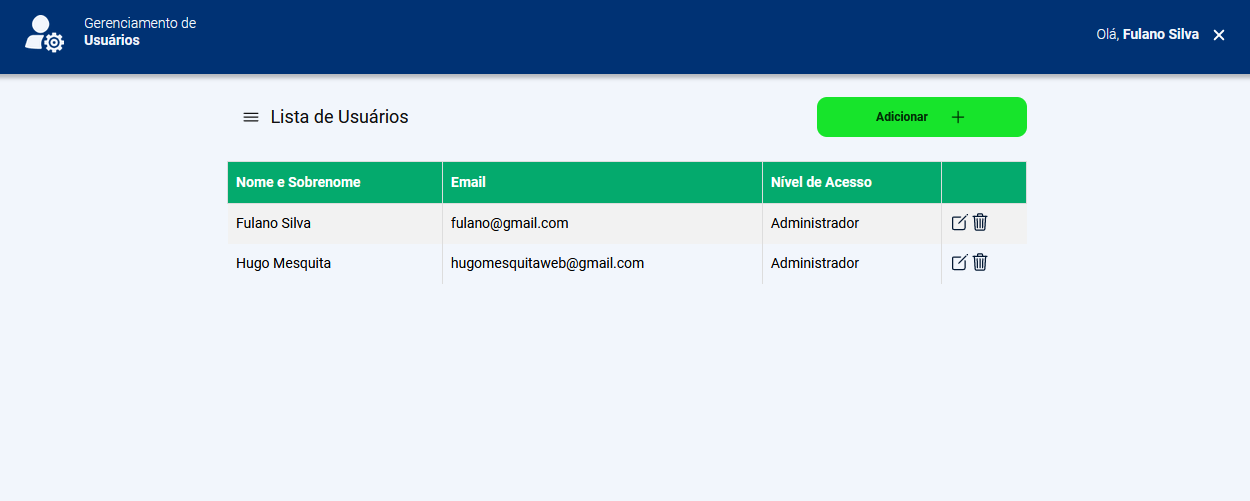 Gerenciamento de
Usuários
Olá, Fulano Silva
Lista de Usuários
Adicionar
Nome e Sobrenome Email Nível de Acesso
Fulano Silva fulano@gmail.com Administrador
Hugo Mesquita hugomesquitaweb@gmail.com Administrador